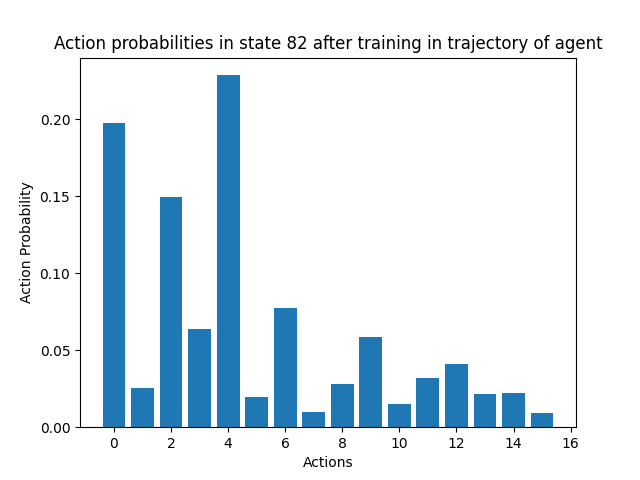 Action probabilities in state 82 after training in trajectory of agent
0.20
0.15
0.10
0.05
0.00
Action Probability
0 2 4 6 8 10 12 14 16
Actions